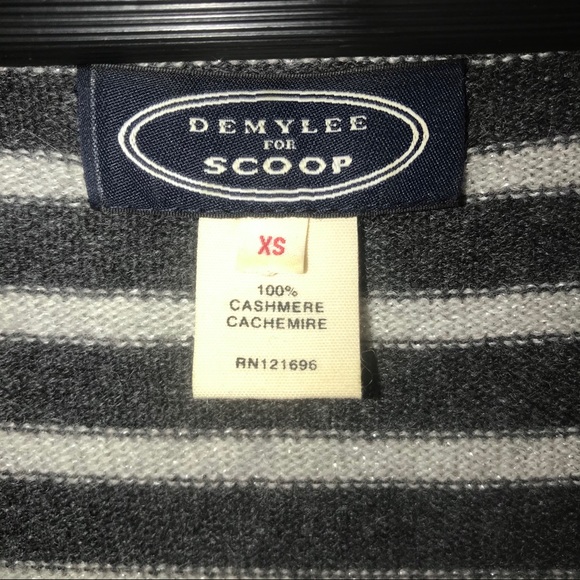 DEMYLEE
FOR
SCOOP
XS
100%
CASHMERE
CACHEMIRE
RN121696